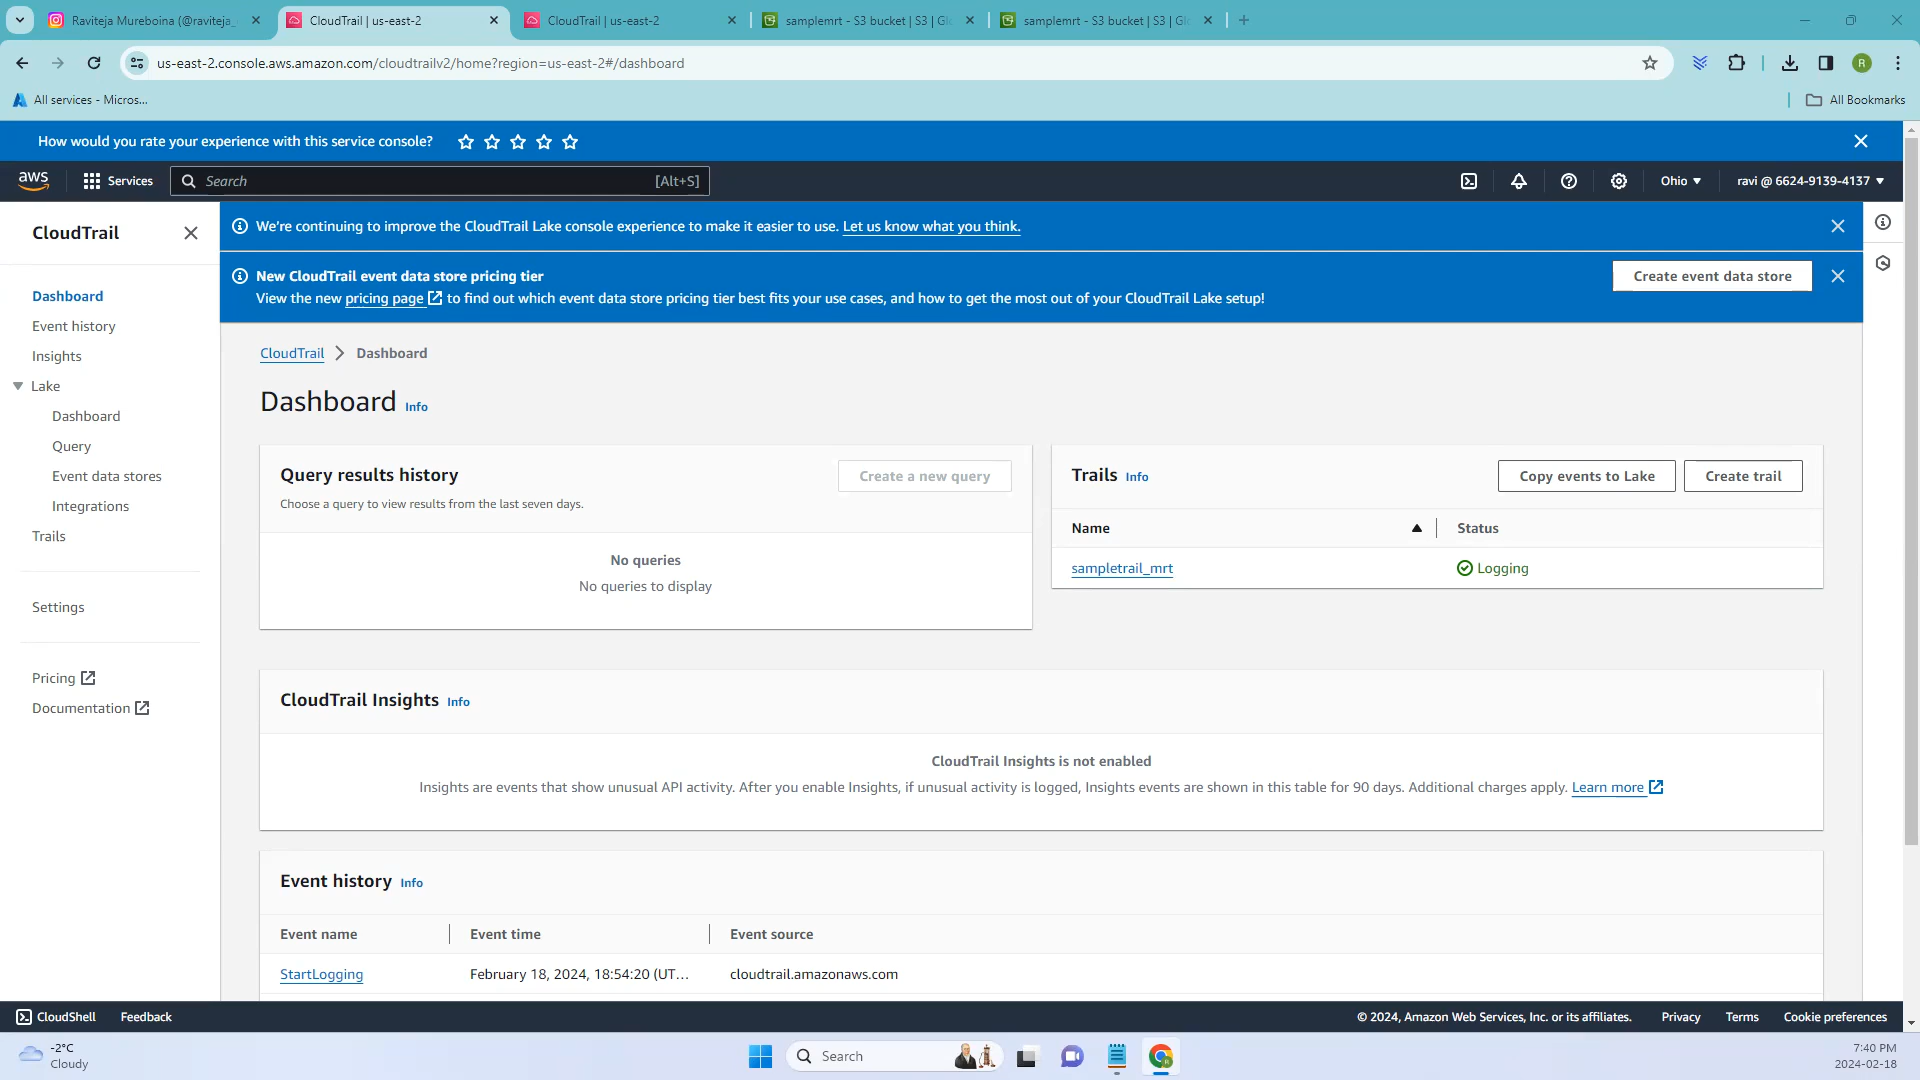 Raviteja Mureboina (@raviteja_
CloudTrail | us-east-2
CloudTrail | us-east-2
samplemrt - S3 bucket | S3 | Gl
samplemrt - S3 bucket | S3 | Gl
us-east-2.console.aws.amazon.com/cloudtrailv2/home?region=us-east-2#/dashboard
R
All services - Micros...
All Bookmarks
How would you rate your experience with this service console?
aws
Services
Search
[Alt+S]
Ohio
ravi @ 6624-9139-4137
CloudTrail
Dashboard
Event history
Insights
Lake
Dashboard
Query
Event data stores
Integrations
Trails
Settings
Pricing
Documentation
We're continuing to improve the CloudTrail Lake console experience to make it easier to use. Let us know what you think.
New CloudTrail event data store pricing tier
View the new pricing page to find out which event data store pricing tier best fits your use cases, and how to get the most out of your CloudTrail Lake setup!
Create event data store
CloudTrail
Dashboard
Dashboard Info
Query results history
Choose a query to view results from the last seven days.
Create a new query
No queries
No queries to display
Trails Info
Copy events to Lake
Create trail
Name
Status
sampletrail_mrt
Logging
CloudTrail Insights Info
CloudTrail Insights is not enabled
Insights are events that show unusual API activity. After you enable Insights, if unusual activity is logged, Insights events are shown in this table for 90 days. Additional charges apply. Learn more
Event history Info
Event name
Event time
Event source
StartLogging
February 18, 2024, 18:54:20 (UT...
cloudtrail.amazonaws.com
CloudShell
Feedback
© 2024, Amazon Web Services, Inc. or its affiliates.
Privacy
Terms
Cookie preferences
-2°C
Cloudy
Search
7:40 PM
2024-02-18